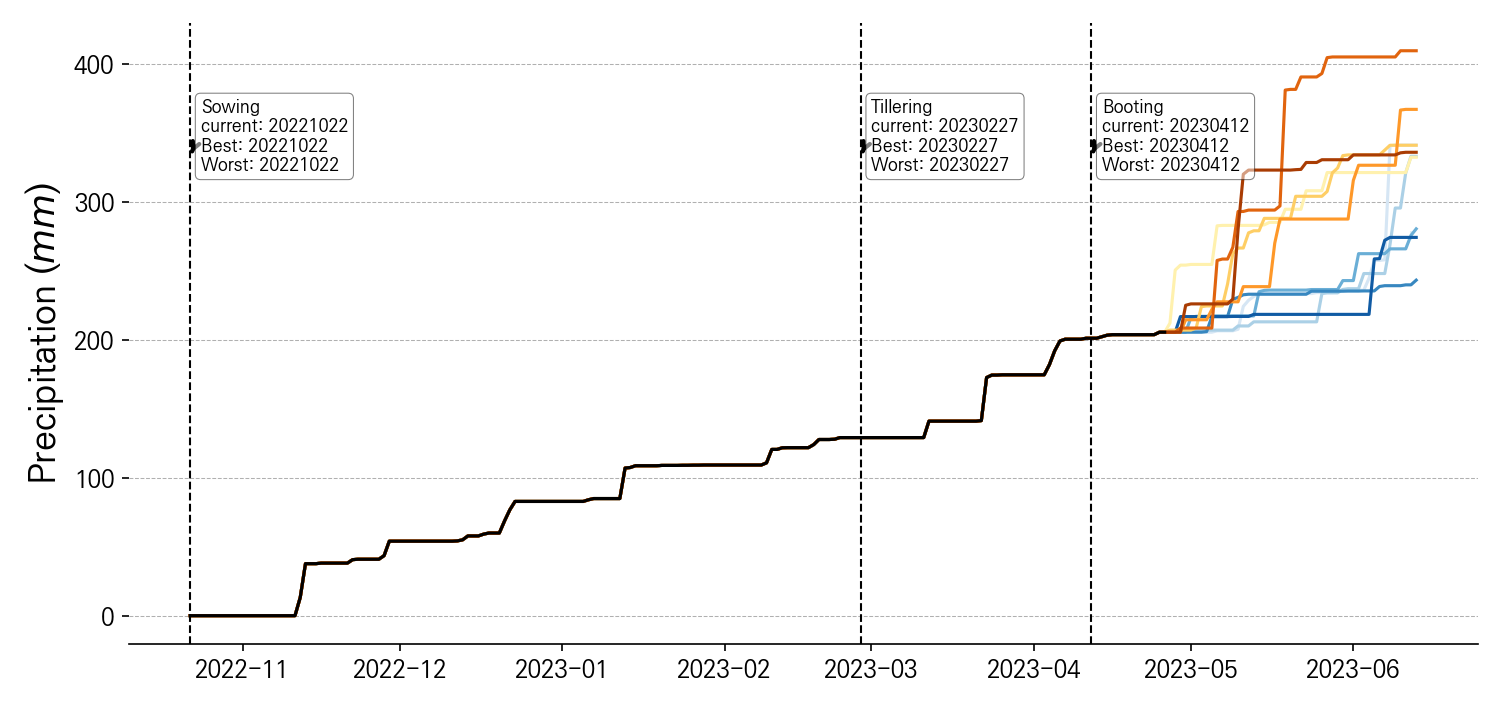 400
300
200
100
0
Precipitation (mm)
Sowing
current: 20221022
Best: 20221022
Worst: 20221022
Tillering
current: 20230227
Best: 20230227
Worst: 20230227
Booting
current: 20230412
Best: 20230412
Worst: 20230412
2022−11
2022−12
2023−01
2023−02
2023−03
2023−04
2023−05
2023−06